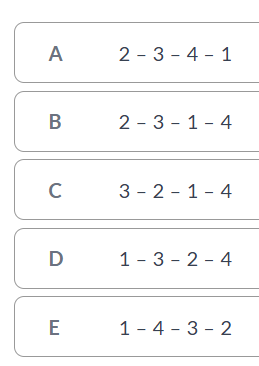 A 2 – 3 – 4 – 1
B 2 – 3 – 1 – 4
C 3 – 2 – 1 – 4
D 1 – 3 – 2 – 4
E 1 – 4 – 3 – 2